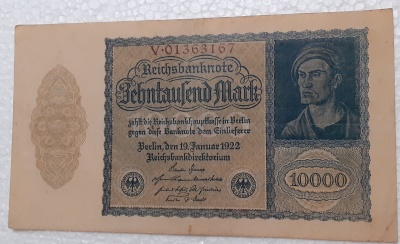 V·01363167
Reichsbanknote
Zehntausend Mark
zahlt die Reichsbankhauptkasse in Berlin
gegen diese Banknote dem Einlieferer
Berlin, den 19. Januar 1922
Reichsbankdirektorium
10000